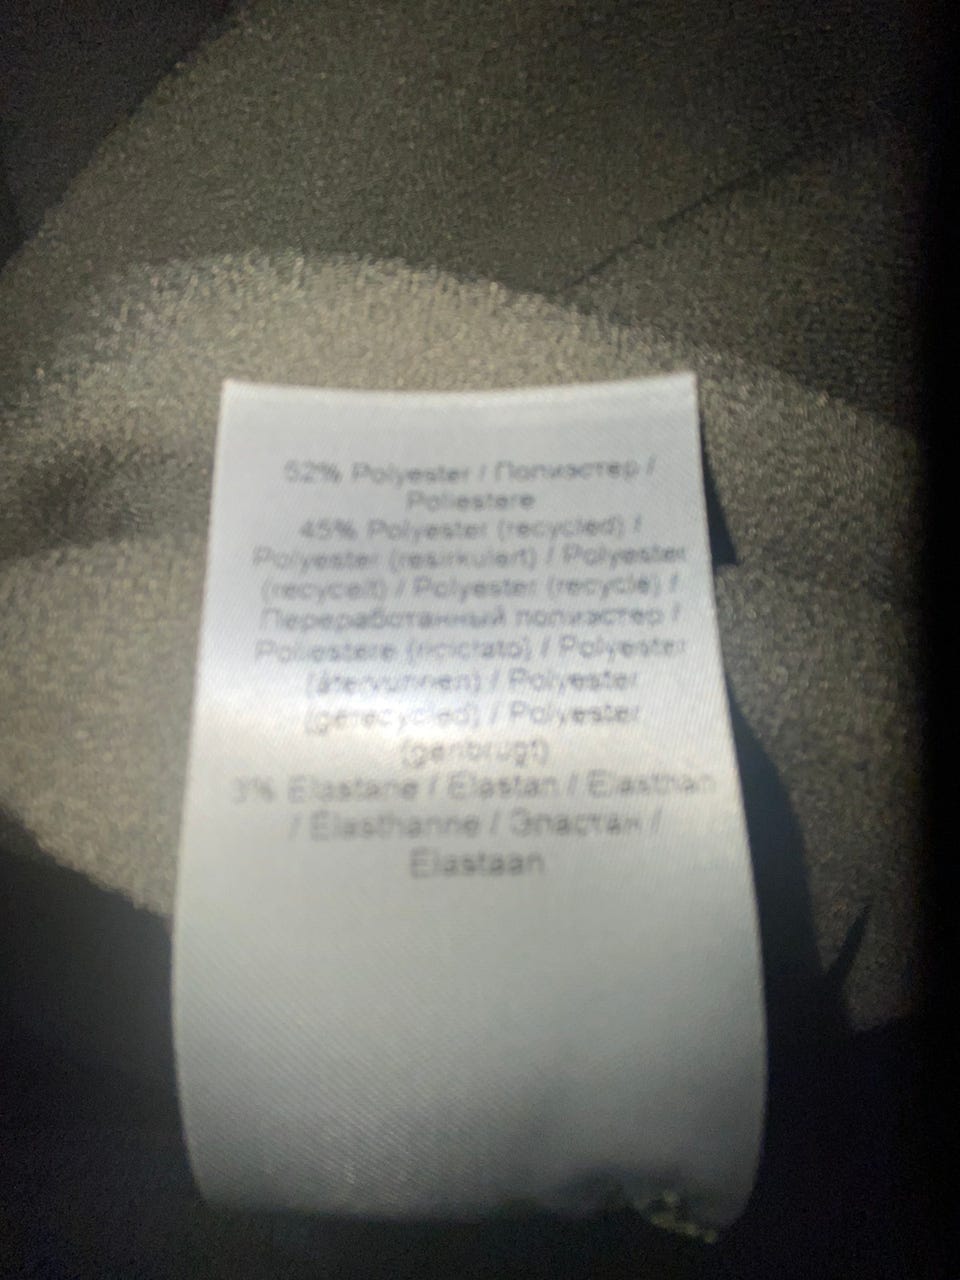 52% Polyester / Полиэстер /
Poliestere
45% Polyester (recycled) /
Polyester (resirkulert) / Polyester
(recycelt) / Polyester (recyclé) /
Переработанный полиэстер /
Poliestere (riciclato) / Polyester
(återvunnen) / Polyester
(gerecycled) / Polyester
(genbrugt)
3% Elastane / Elastan / Elasthan
/ Élasthanne / Эластан /
Elastaan